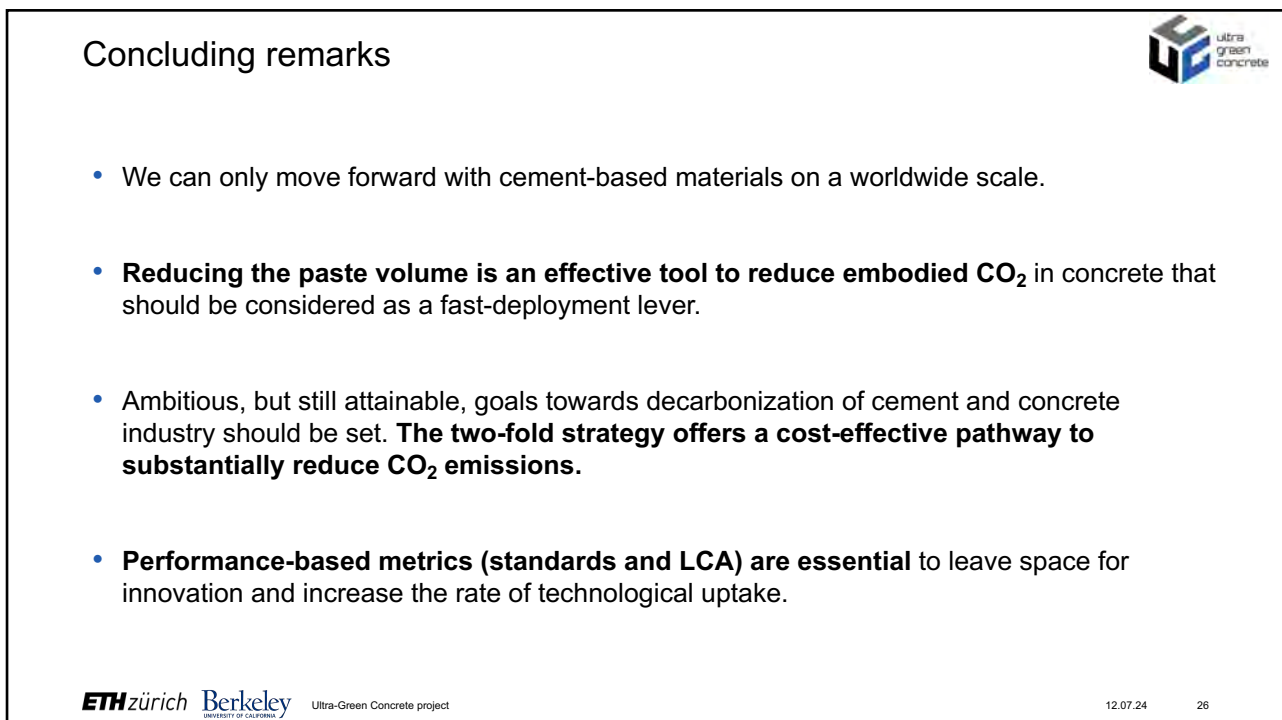 Concluding remarks
ultra
green
concrete
• We can only move forward with cement-based materials on a worldwide scale.
• Reducing the paste volume is an effective tool to reduce embodied CO₂ in concrete that
should be considered as a fast-deployment lever.
• Ambitious, but still attainable, goals towards decarbonization of cement and concrete
industry should be set. The two-fold strategy offers a cost-effective pathway to
substantially reduce CO₂ emissions.
• Performance-based metrics (standards and LCA) are essential to leave space for
innovation and increase the rate of technological uptake.
ETH zürich Berkeley Ultra-Green Concrete project 12.07.24 26
UNIVERSITY OF CALIFORNIA